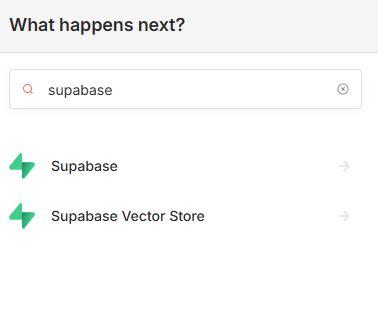 What happens next?
supabase
Supabase
Supabase Vector Store